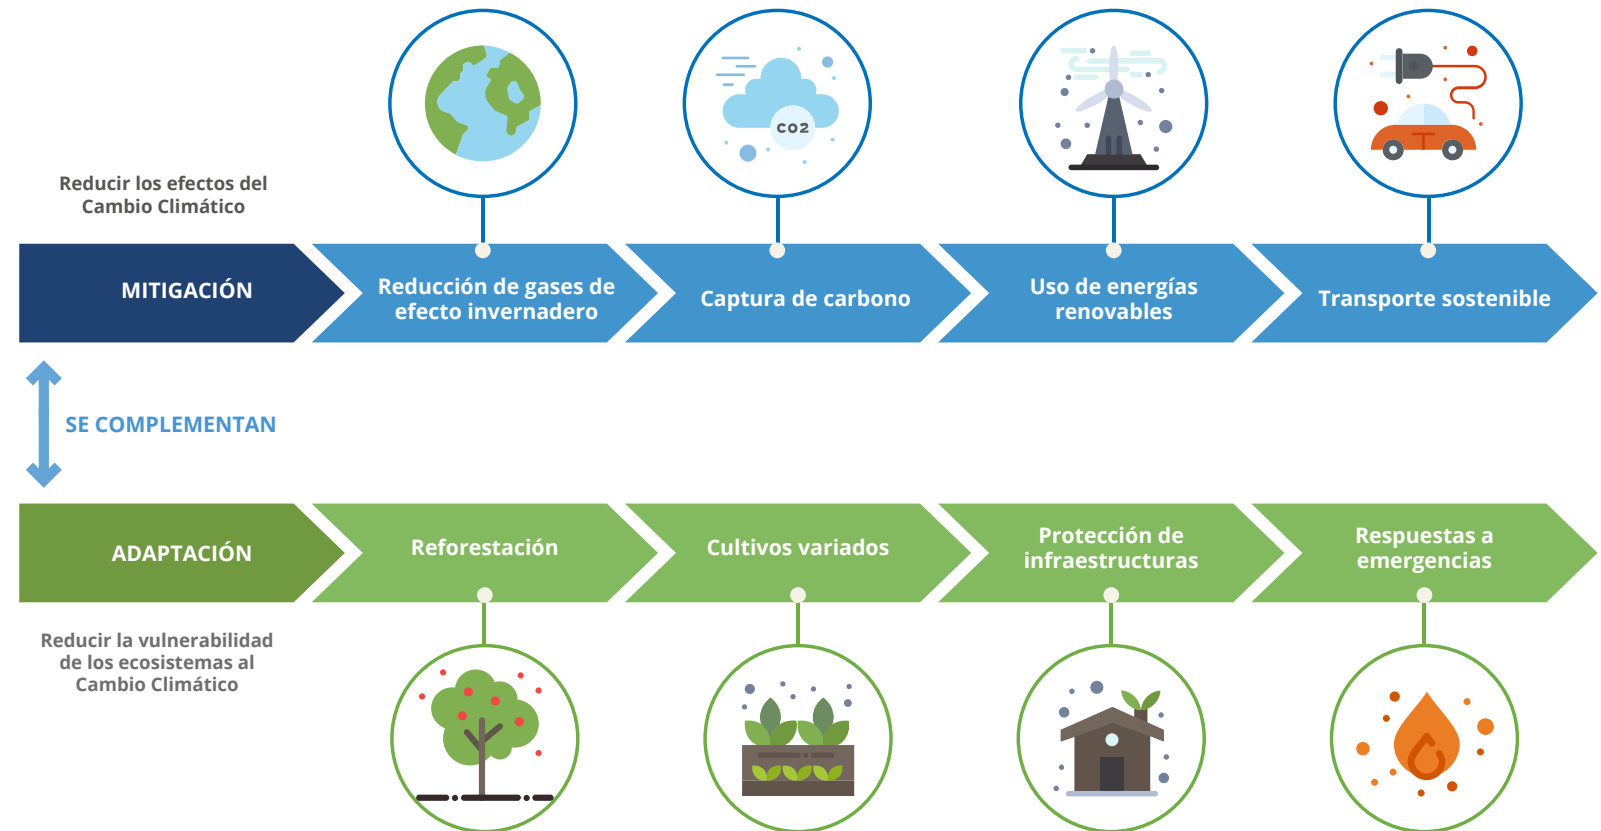 CO2
Reducir los efectos del
Cambio Climático
MITIGACIÓN
Reducción de gases de
efecto invernadero
Captura de carbono
Uso de energías
renovables
Transporte sostenible
SE COMPLEMENTAN
ADAPTACIÓN
Reforestación
Cultivos variados
Protección de
infraestructuras
Respuestas a
emergencias
Reducir la vulnerabilidad
de los ecosistemas al
Cambio Climático